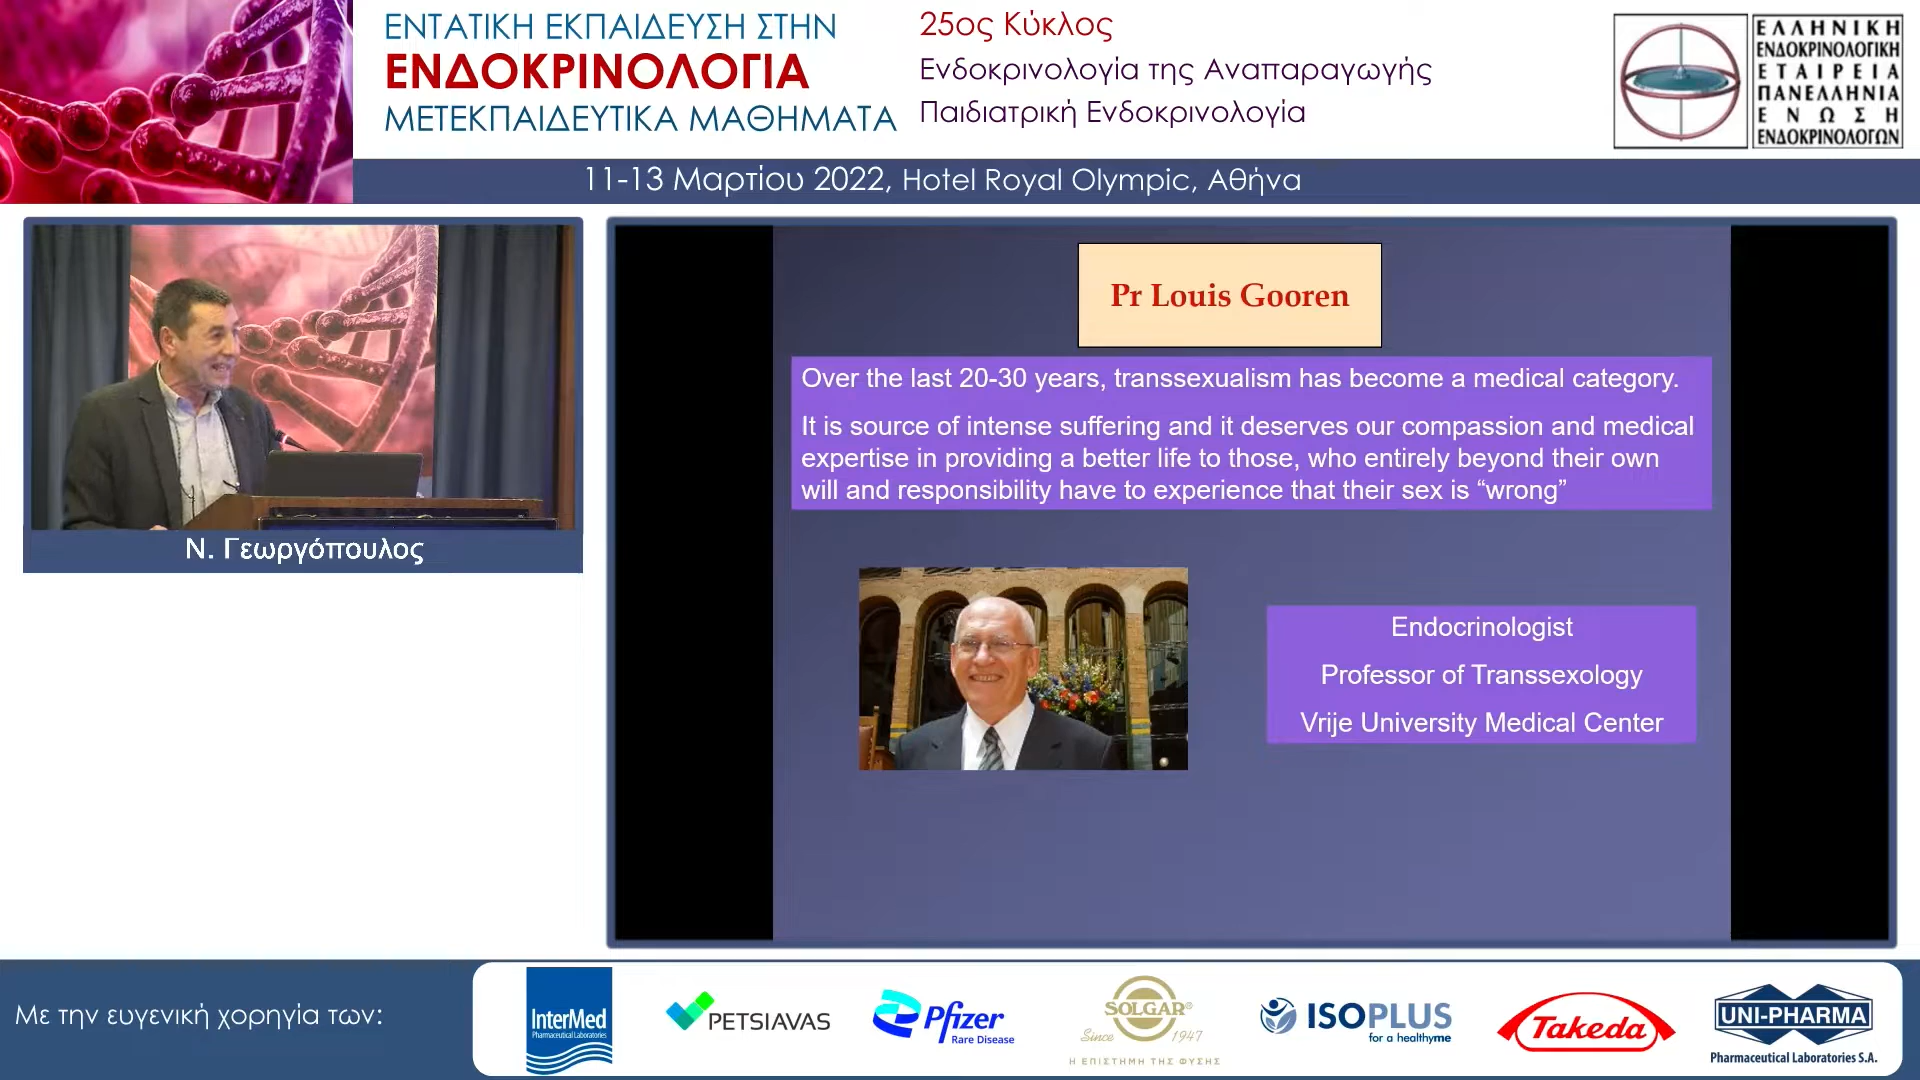 ΕΝΤΑΤΙΚΗ ΕΚΠΑΙΔΕΥΣΗ ΣΤΗΝ
ΕΝΔΟΚΡΙΝΟΛΟΓΙΑ
ΜΕΤΕΚΠΑΙΔΕΥΤΙΚΑ ΜΑΘΗΜΑΤΑ
25ος Κύκλος
Ενδοκρινολογία της Αναπαραγωγής
Παιδιατρική Ενδοκρινολογία
ΕΛΛΗΝΙΚΗ
ΕΝΔΟΚΡΙΝΟΛΟΓΙΚΗ
ΕΤΑΙΡΕΙΑ
ΠΑΝΕΛΛΗΝΙΑ
ΕΝΩΣΗ
ΕΝΔΟΚΡΙΝΟΛΟΓΩΝ
11-13 Μαρτίου 2022, Hotel Royal Olympic, Αθήνα
Ν. Γεωργόπουλος
Pr Louis Gooren
Over the last 20-30 years, transsexualism has become a medical category.
It is source of intense suffering and it deserves our compassion and medical
expertise in providing a better life to those, who entirely beyond their own
will and responsibility have to experience that their sex is “wrong”
Endocrinologist
Professor of Transsexology
Vrije University Medical Center
Με την ευγενική χορηγία των:
InterMed
Pharmaceutical Laboratories
PETSIAVAS
Pfizer
Rare Disease
SOLGAR®
Since 1947
Η ΕΠΙΣΤΗΜΗ ΤΗΣ ΦΥΣΗΣ
ISOPLUS
for a healthyme
Takeda
UNI-PHARMA
Pharmaceutical Laboratories S.A.